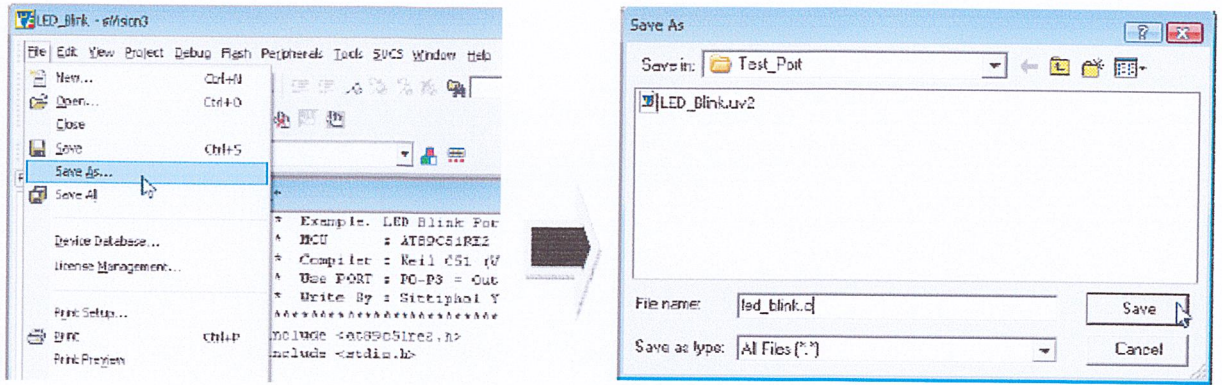 LED_Blink - µVision3
File Edit View Project Debug Flash Peripherals Tools SVCS Window Help
New... Ctrl+N
Open... Ctrl+O
Close
Save Ctrl+S
Save As...
Save All
Device Database...
License Management...
Print Setup...
Print Ctrl+P
Print Preview
* Example. LED Blink Por
* MCU : AT89C51RE2
* Compiler : Keil C51 (V
* Use PORT : P0-P3 = Out
* Write By : Sittiphol Y
nclude <at89c51re2.h>
nclude <stdio.h>
Save As
Save in: Test_Port
LED_Blink.uv2
File name: led_blink.c
Save
Save as type: All Files (*.*)
Cancel